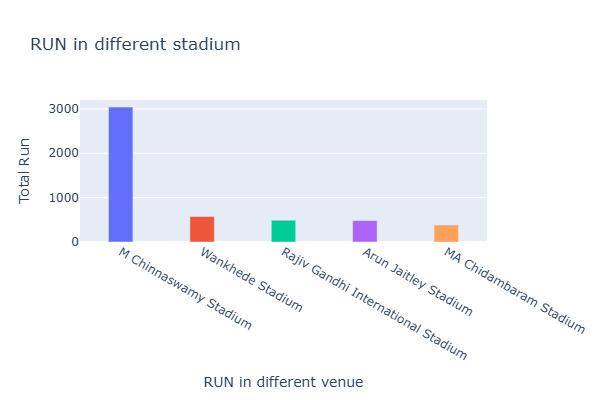 RUN in different stadium
Total Run
3000
2000
1000
0
M Chinnaswamy Stadium
Wankhede Stadium
Rajiv Gandhi International Stadium
Arun Jaitley Stadium
MA Chidambaram Stadium
RUN in different venue